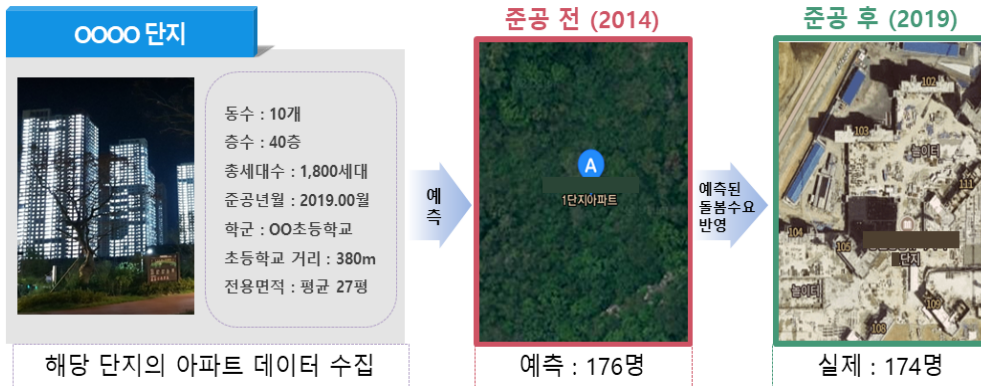 OOOO 단지
동수 : 10개
층수 : 40층
총세대수 : 1,800세대
준공년월 : 2019.00월
학군 : OO초등학교
초등학교 거리 : 380m
전용면적 : 평균 27평
해당 단지의 아파트 데이터 수집
예
측
준공 전 (2014)
A
1단지아파트
예측 : 176명
예측된
돌봄수요
반영
준공 후 (2019)
102
103
놀이터
111
104
105
단지
놀이터
109
108
실제 : 174명